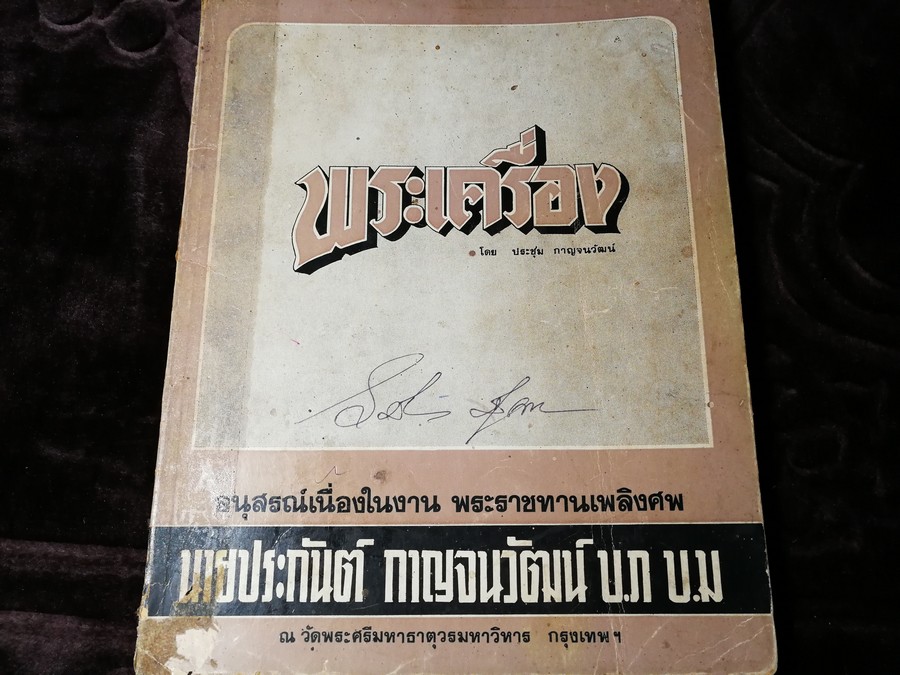 พระเครื่อง
โดย ประชุม กาญจนวัฒน์
อนุสรณ์เนื่องในงาน พระราชทานเพลิงศพ
นายประกันต์ กาญจนวัฒน์ บ.ภ บ.ม
ณ วัดพระศรีมหาธาตุวรมหาวิหาร กรุงเทพฯ